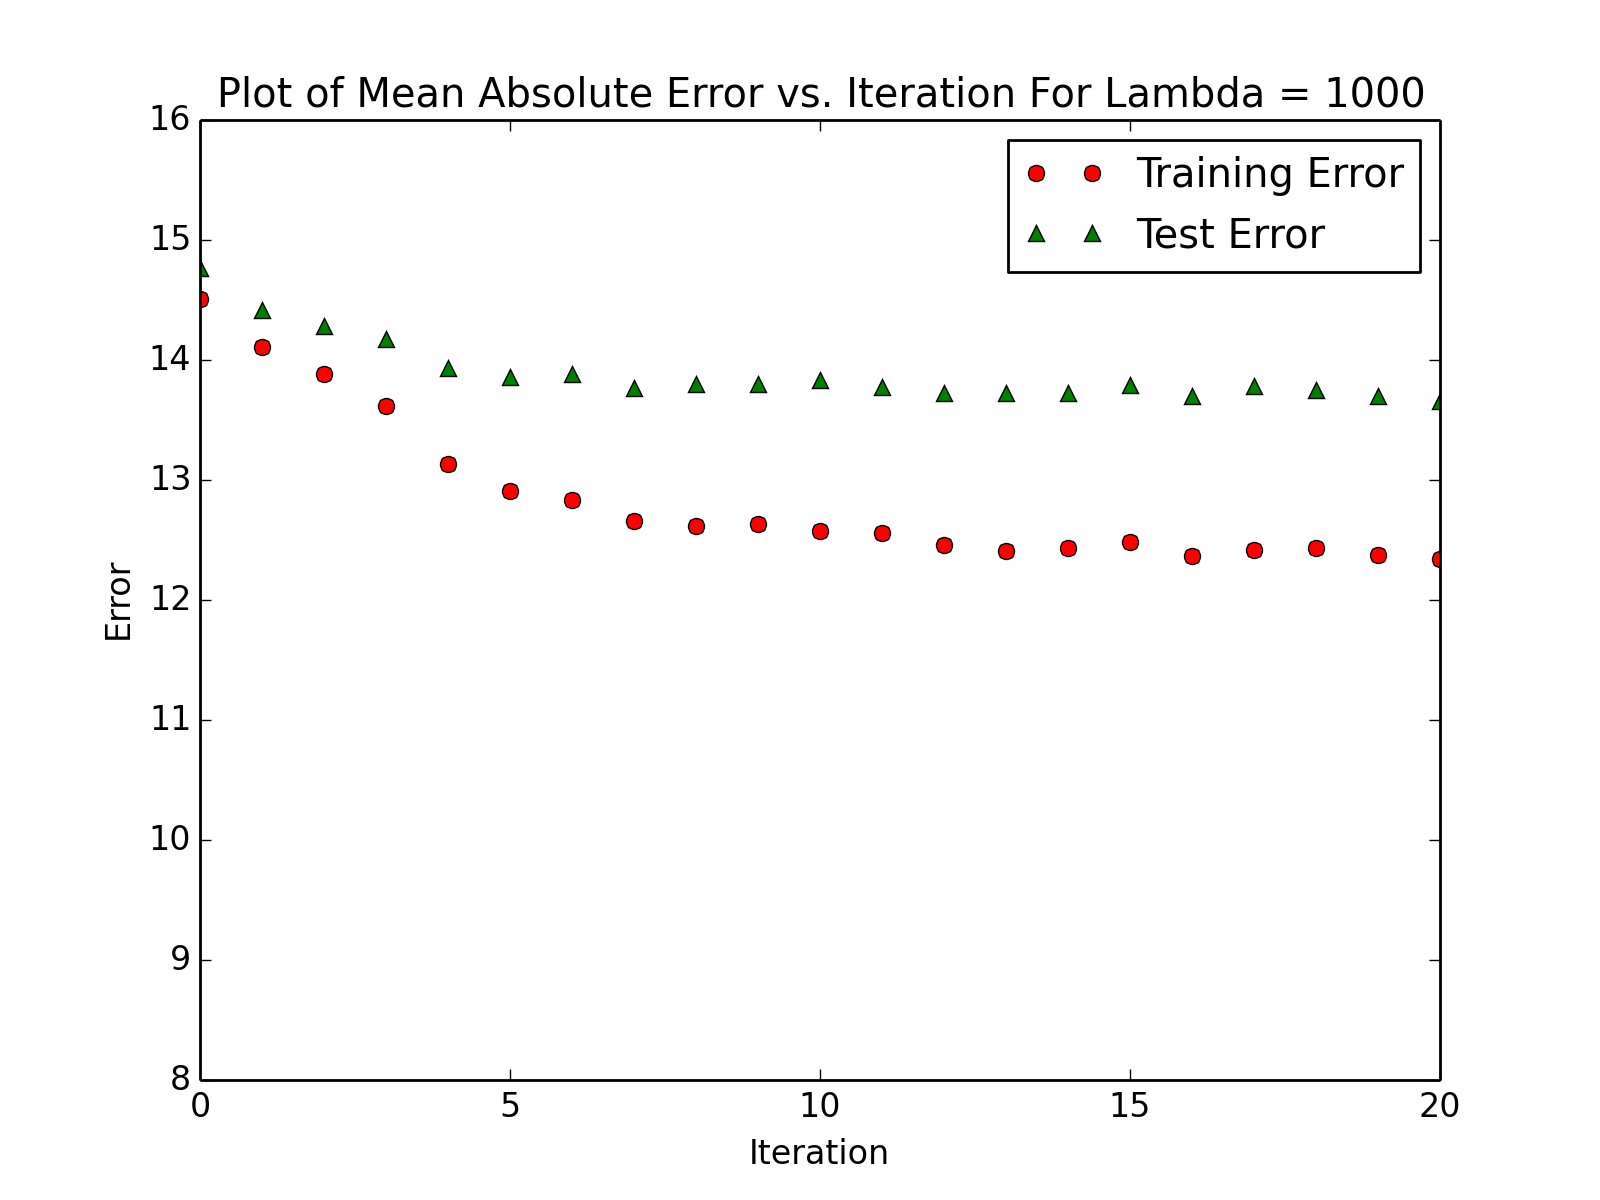 Plot of Mean Absolute Error vs. Iteration For Lambda = 1000
16
15
14
13
12
11
10
9
8
Error
Training Error
Test Error
0 5 10 15 20
Iteration